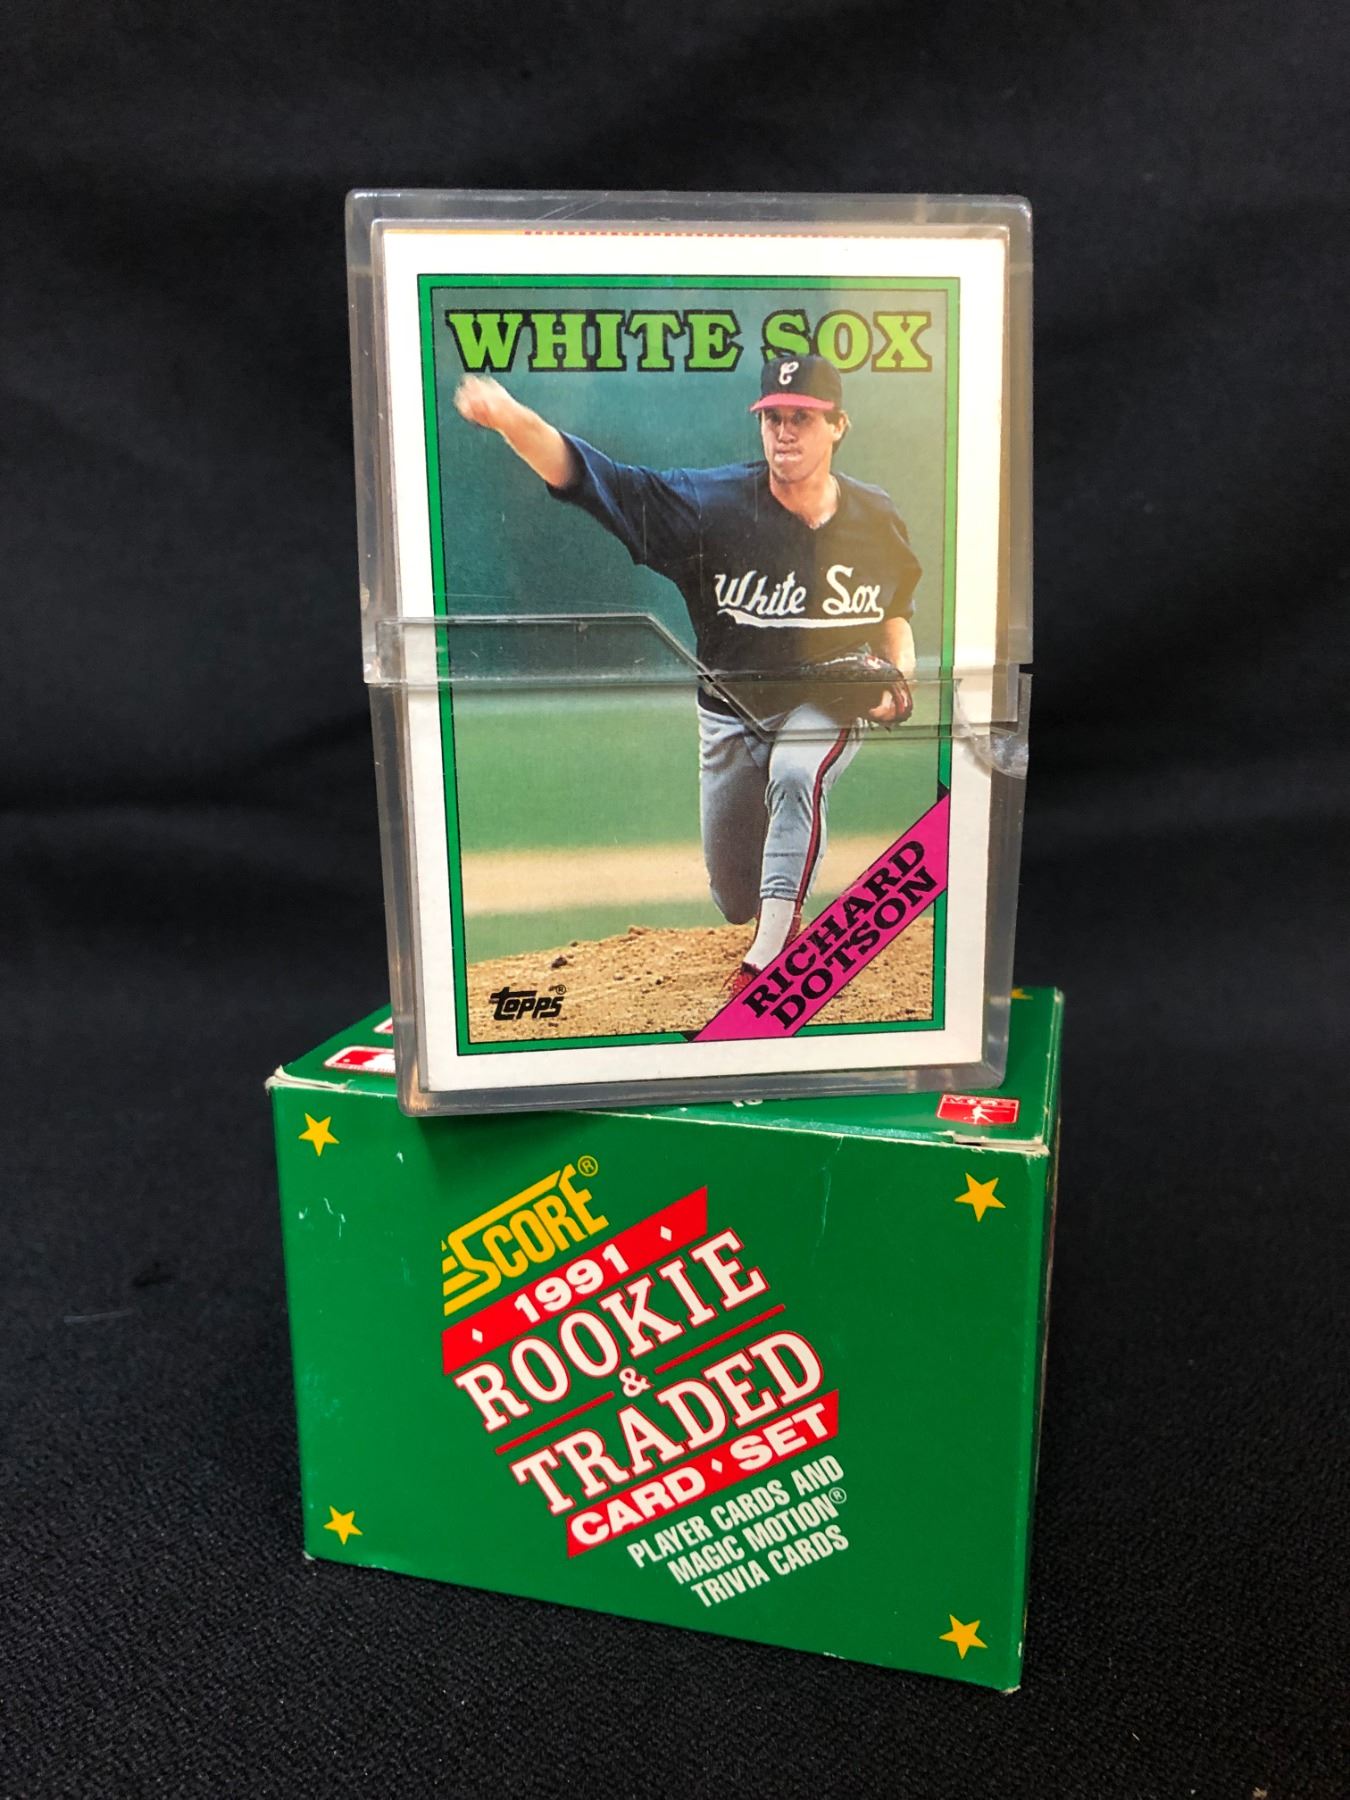 WHITE SOX
C
White Sox
RICHARD
DOTSON
topps®
SCORE®
1991
ROOKIE
&
TRADED
CARD • SET
PLAYER CARDS AND
MAGIC MOTION®
TRIVIA CARDS